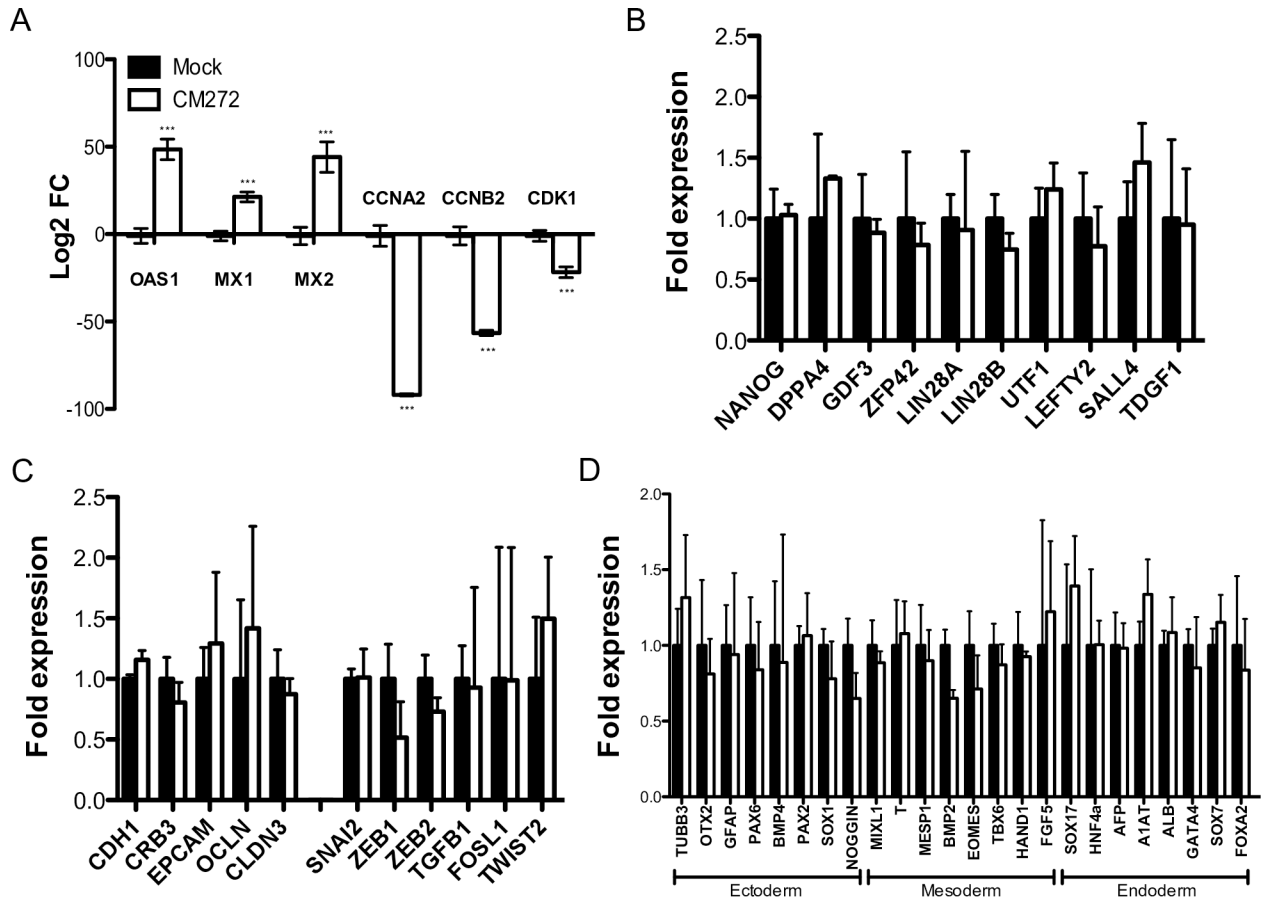 A
Log2 FC
100
50
0
-50
-100
Mock
CM272
***
***
***
CCNA2 CCNB2 CDK1
OAS1 MX1 MX2
***
***
***
B
Fold expression
2.5
2.0
1.5
1.0
0.5
0.0
NANOG
DPPA4
GDF3
ZFP42
LIN28A
LIN28B
UTF1
LEFTY2
SALL4
TDGF1
C
Fold expression
2.5
2.0
1.5
1.0
0.5
0.0
CDH1
CRB3
EPCAM
OCLN
CLDN3
SNAI2
ZEB1
ZEB2
TGFB1
FOSL1
TWIST2
D
Fold expression
2.0
1.5
1.0
0.5
0.0
TUBB3
OTX2
GFAP
PAX6
BMP4
PAX2
SOX1
NOGGIN
MIXL1
T
MESP1
BMP2
EOMES
TBX6
HAND1
FGF5
SOX17
HNF4a
AFP
A1AT
ALB
GATA4
SOX7
FOXA2
Ectoderm Mesoderm Endoderm